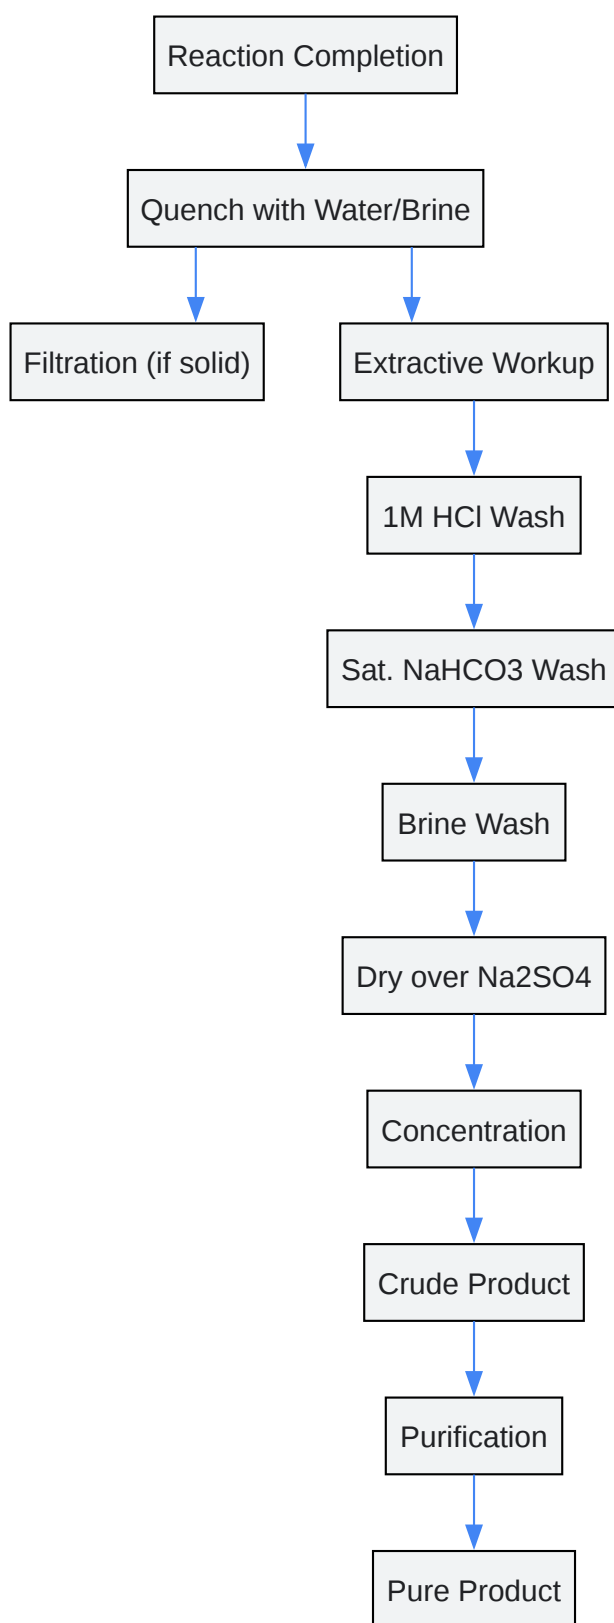 Reaction Completion
Quench with Water/Brine
Filtration (if solid)
Extractive Workup
1M HCl Wash
Sat. NaHCO3 Wash
Brine Wash
Dry over Na2SO4
Concentration
Crude Product
Purification
Pure Product